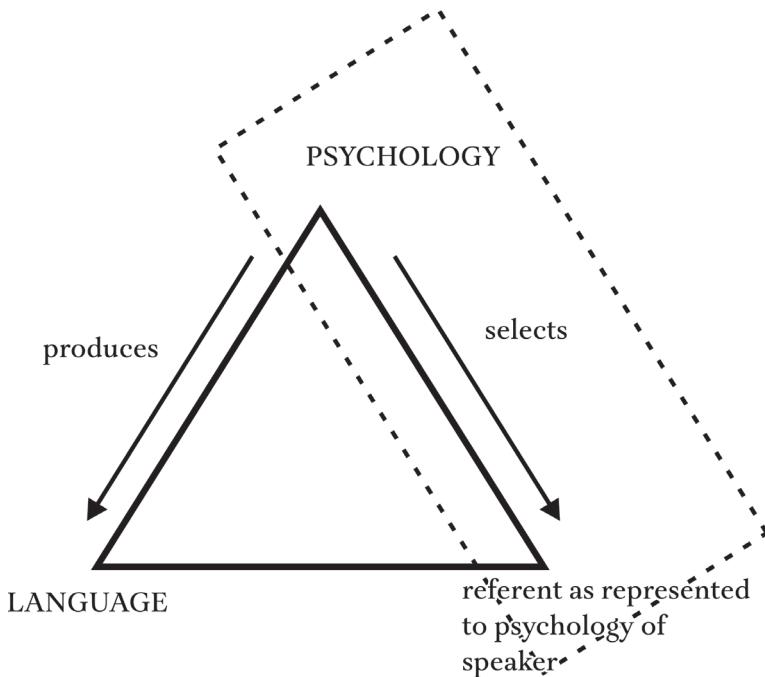 PSYCHOLOGY
produces
selects
LANGUAGE
referent as represented
to psychology of
speaker